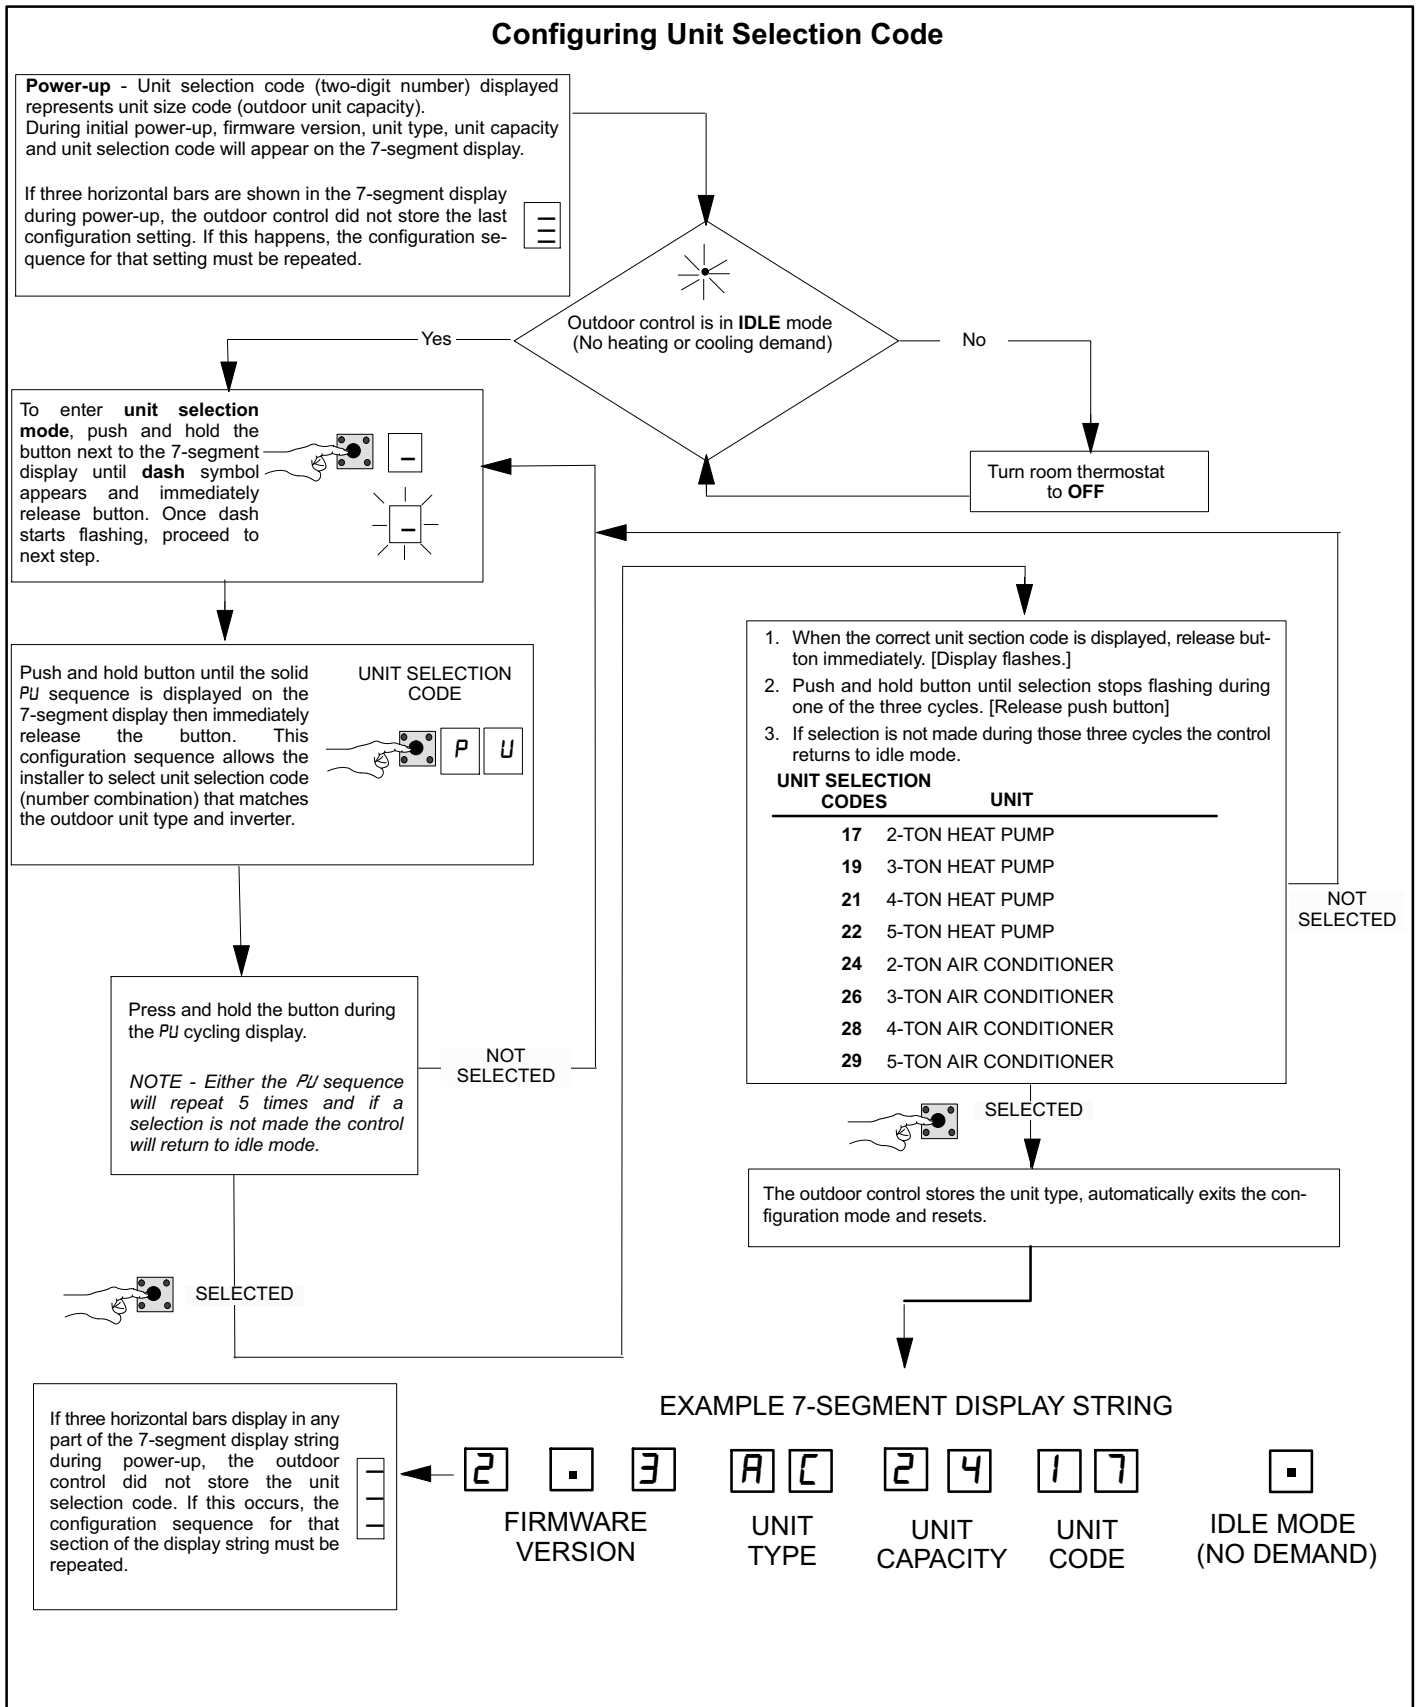 Configuring Unit Selection Code
Power-up - Unit selection code (two-digit number) displayed
represents unit size code (outdoor unit capacity).
During initial power-up, firmware version, unit type, unit capacity
and unit selection code will appear on the 7-segment display.
If three horizontal bars are shown in the 7-segment display
during power-up, the outdoor control did not store the last
configuration setting. If this happens, the configuration se-
quence for that setting must be repeated.
Outdoor control is in IDLE mode
(No heating or cooling demand)
Yes
No
To enter unit selection
mode, push and hold the
button next to the 7-segment
display until dash symbol
appears and immediately
release button. Once dash
starts flashing, proceed to
next step.
Turn room thermostat
to OFF
Push and hold button until the solid
PU sequence is displayed on the
7-segment display then immediately
release the button. This
configuration sequence allows the
installer to select unit selection code
(number combination) that matches
the outdoor unit type and inverter.
UNIT SELECTION
CODE
P U
1. When the correct unit section code is displayed, release but-
ton immediately. [Display flashes.]
2. Push and hold button until selection stops flashing during
one of the three cycles. [Release push button]
3. If selection is not made during those three cycles the control
returns to idle mode.
UNIT SELECTION
CODES UNIT
17 2-TON HEAT PUMP
19 3-TON HEAT PUMP
21 4-TON HEAT PUMP
22 5-TON HEAT PUMP
24 2-TON AIR CONDITIONER
26 3-TON AIR CONDITIONER
28 4-TON AIR CONDITIONER
29 5-TON AIR CONDITIONER
NOT
SELECTED
Press and hold the button during
the PU cycling display.
NOTE - Either the PU sequence
will repeat 5 times and if a
selection is not made the control
will return to idle mode.
NOT
SELECTED
SELECTED
The outdoor control stores the unit type, automatically exits the con-
figuration mode and resets.
SELECTED
EXAMPLE 7-SEGMENT DISPLAY STRING
If three horizontal bars display in any
part of the 7-segment display string
during power-up, the outdoor
control did not store the unit
selection code. If this occurs, the
configuration sequence for that
section of the display string must be
repeated.
2 . 3 A C 2 4 1 7 .
FIRMWARE
VERSION
UNIT
TYPE
UNIT
CAPACITY
UNIT
CODE
IDLE MODE
(NO DEMAND)